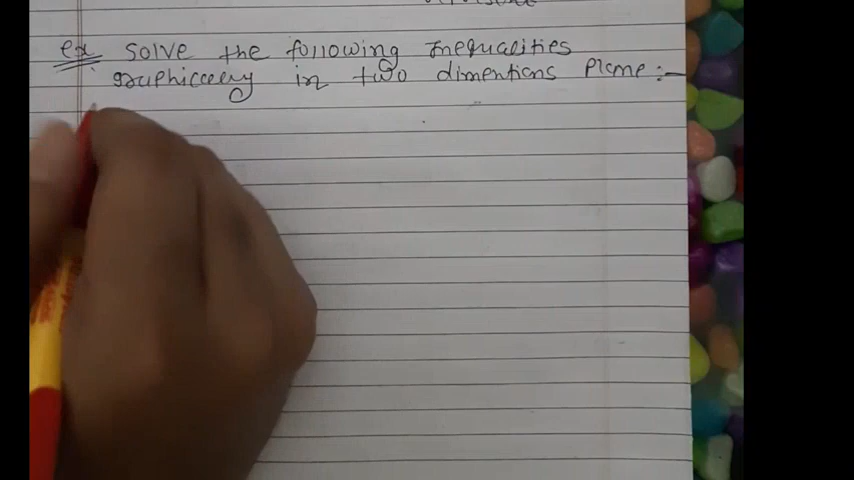 ex solve the following inequalities
graphically in two dimentions plane :-